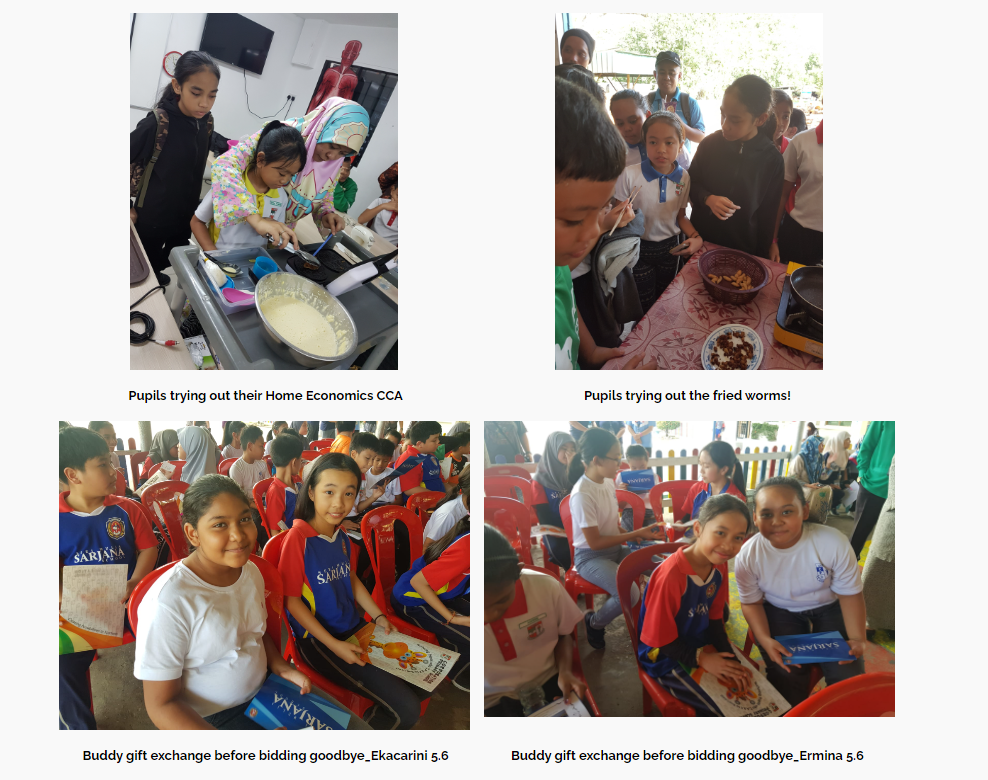 Pupils trying out their Home Economics CCA
Pupils trying out the fried worms!
SARJANA
SARJANA
SARJANA
SARJANA
Buddy gift exchange before bidding goodbye_Ekacarini 5.6
Buddy gift exchange before bidding goodbye_Ermina 5.6